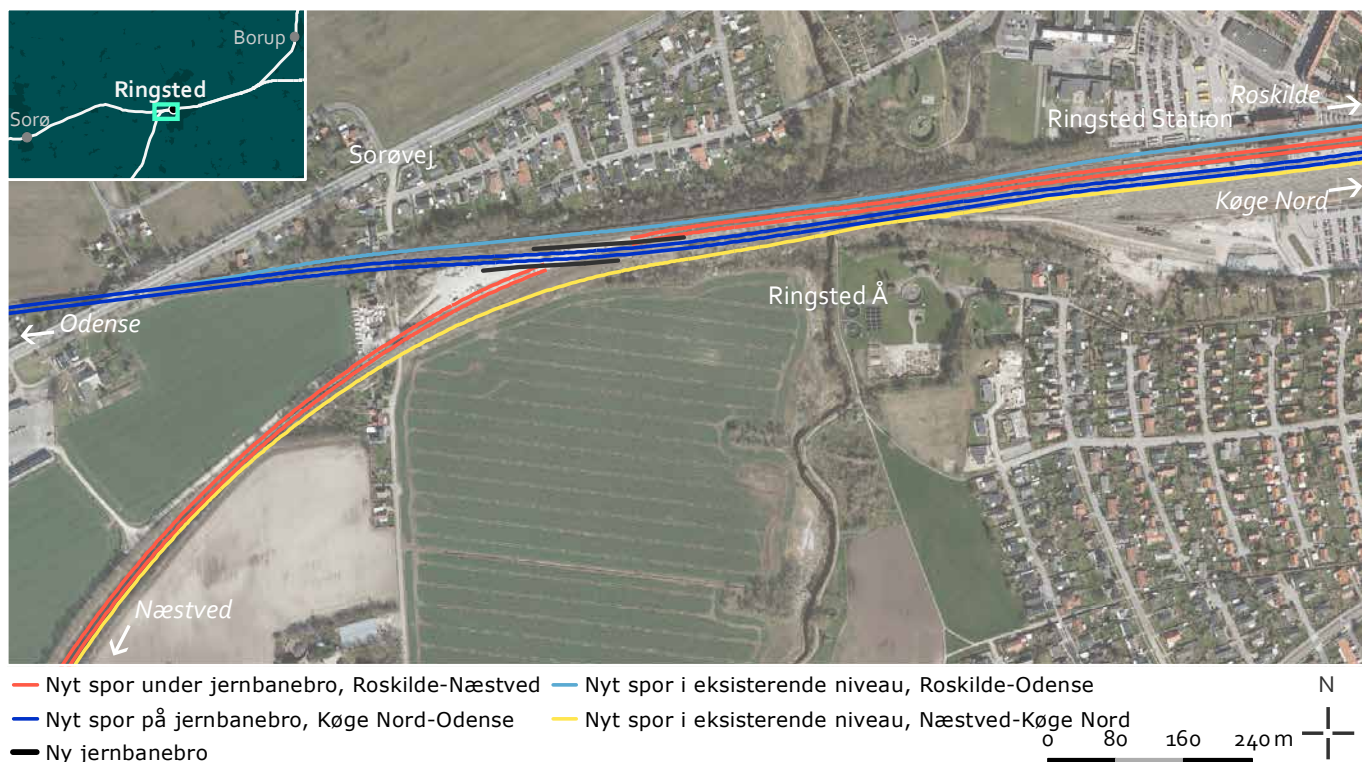 Borup
Ringsted
Sorø
Sorøvej
Roskilde
Ringsted Station
Køge Nord
Odense
Ringsted Å
Næstved
Nyt spor under jernbanebro, Roskilde-Næstved
Nyt spor i eksisterende niveau, Roskilde-Odense
N
Nyt spor på jernbanebro, Køge Nord-Odense
Nyt spor i eksisterende niveau, Næstved-Køge Nord
0 80 160 240 m
Ny jernbanebro